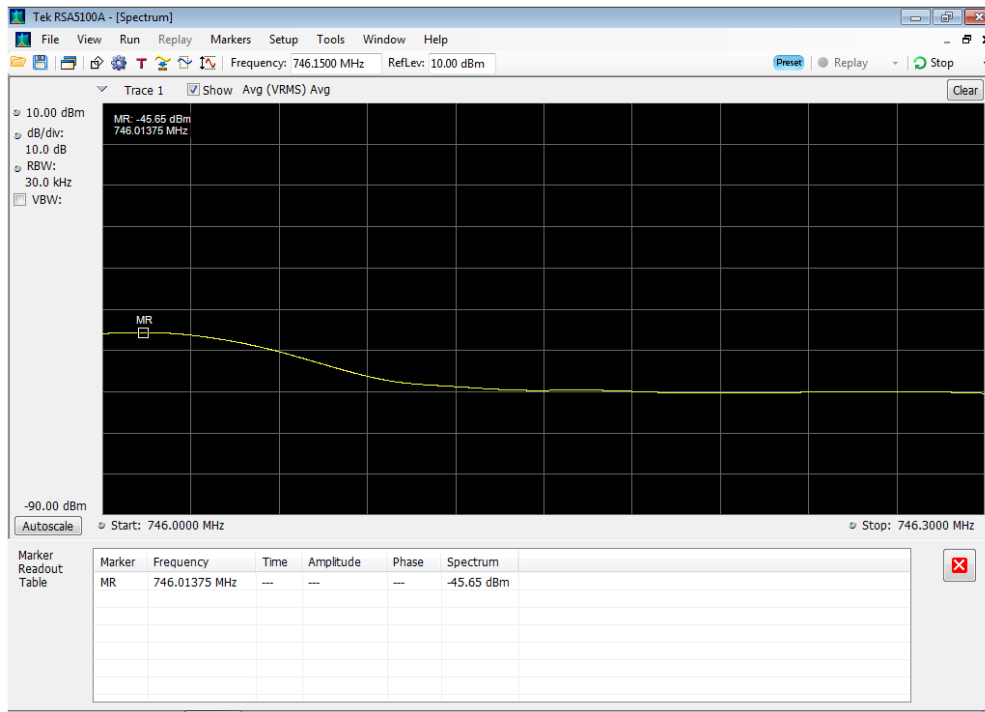 Tek RSA5100A - [Spectrum]
File View Run Replay Markers Setup Tools Window Help
T Frequency: 746.1500 MHz RefLev: 10.00 dBm Preset Replay Stop
Trace 1 Show Avg (VRMS) Avg Clear
10.00 dBm
dB/div:
10.0 dB
RBW:
30.0 kHz
VBW:
MR: -45.65 dBm
746.01375 MHz
MR
-90.00 dBm
Autoscale Start: 746.0000 MHz Stop: 746.3000 MHz
Marker
Readout
Table
Marker Frequency Time Amplitude Phase Spectrum
MR 746.01375 MHz --- --- --- -45.65 dBm